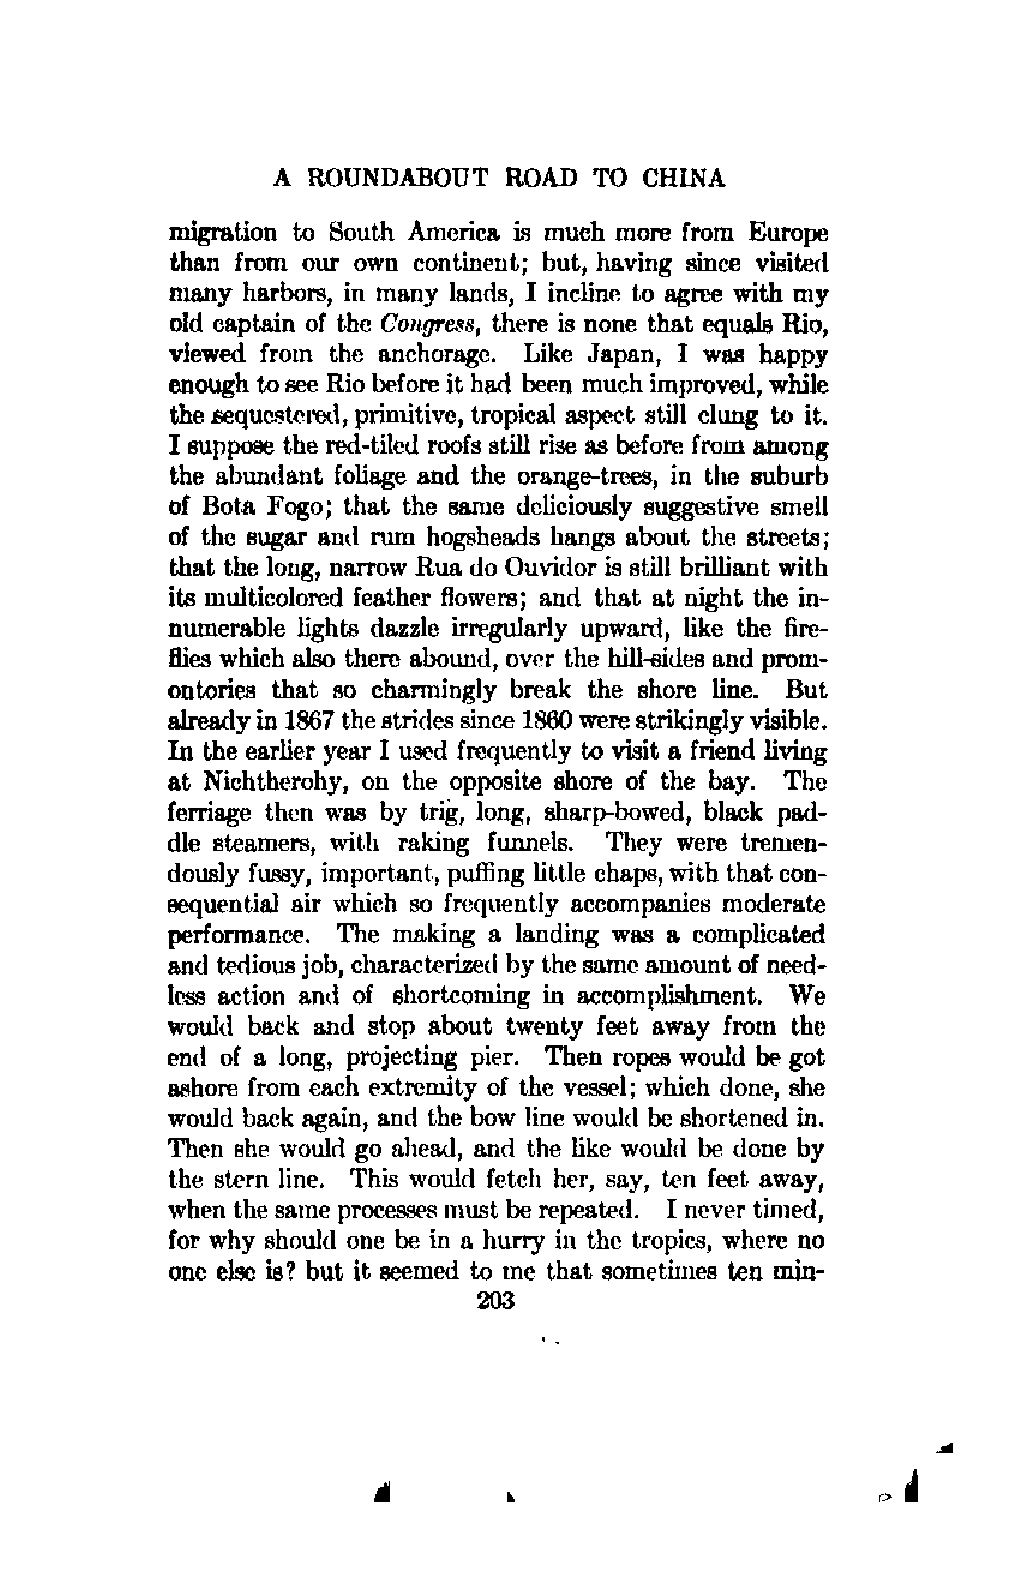 A ROUNDABOUT ROAD TO CHINA
migration to South America is much more from Europe
than from our own continent; but, having since visited
many harbors, in many lands, I incline to agree with my
old captain of the Congress, there is none that equals Rio,
viewed from the anchorage. Like Japan, I was happy
enough to see Rio before it had been much improved, while
the sequestered, primitive, tropical aspect still clung to it.
I suppose the red-tiled roofs still rise as before from among
the abundant foliage and the orange-trees, in the suburb
of Bota Fogo; that the same deliciously suggestive smell
of the sugar and rum hogsheads hangs about the streets;
that the long, narrow Rua do Ouvidor is still brilliant with
its multicolored feather flowers; and that at night the in-
numerable lights dazzle irregularly upward, like the fire-
flies which also there abound, over the hill-sides and prom-
ontories that so charmingly break the shore line. But
already in 1867 the strides since 1860 were strikingly visible.
In the earlier year I used frequently to visit a friend living
at Nichtherohy, on the opposite shore of the bay. The
ferriage then was by trig, long, sharp-bowed, black pad-
dle steamers, with raking funnels. They were tremen-
dously fussy, important, puffing little chaps, with that con-
sequential air which so frequently accompanies moderate
performance. The making a landing was a complicated
and tedious job, characterized by the same amount of need-
less action and of shortcoming in accomplishment. We
would back and stop about twenty feet away from the
end of a long, projecting pier. Then ropes would be got
ashore from each extremity of the vessel; which done, she
would back again, and the bow line would be shortened in.
Then she would go ahead, and the like would be done by
the stern line. This would fetch her, say, ten feet away,
when the same processes must be repeated. I never timed,
for why should one be in a hurry in the tropics, where no
one else is? but it seemed to me that sometimes ten min-
203